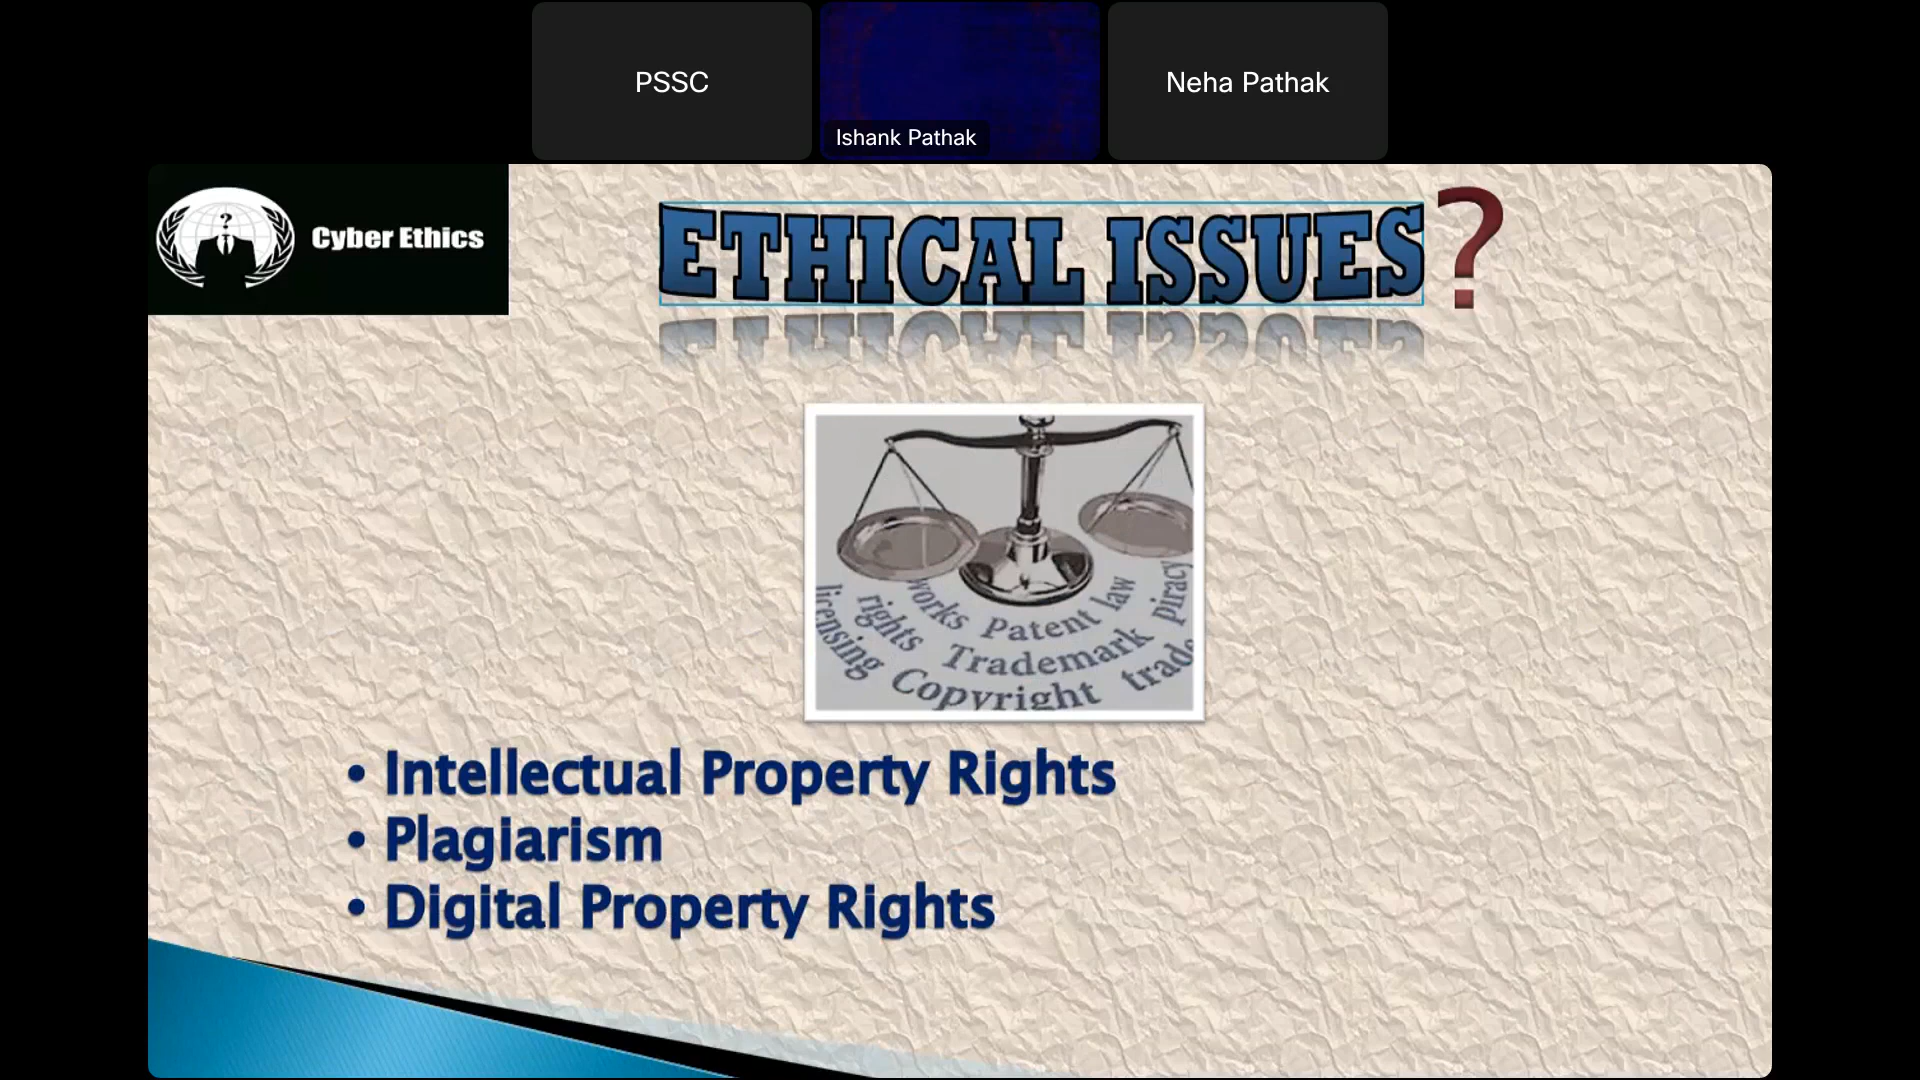 PSSC
Ishank Pathak
Neha Pathak
?
Cyber Ethics
ETHICAL ISSUES?
works Patent law
rights Trademark piracy
licensing Copyright trade
• Intellectual Property Rights
• Plagiarism
• Digital Property Rights